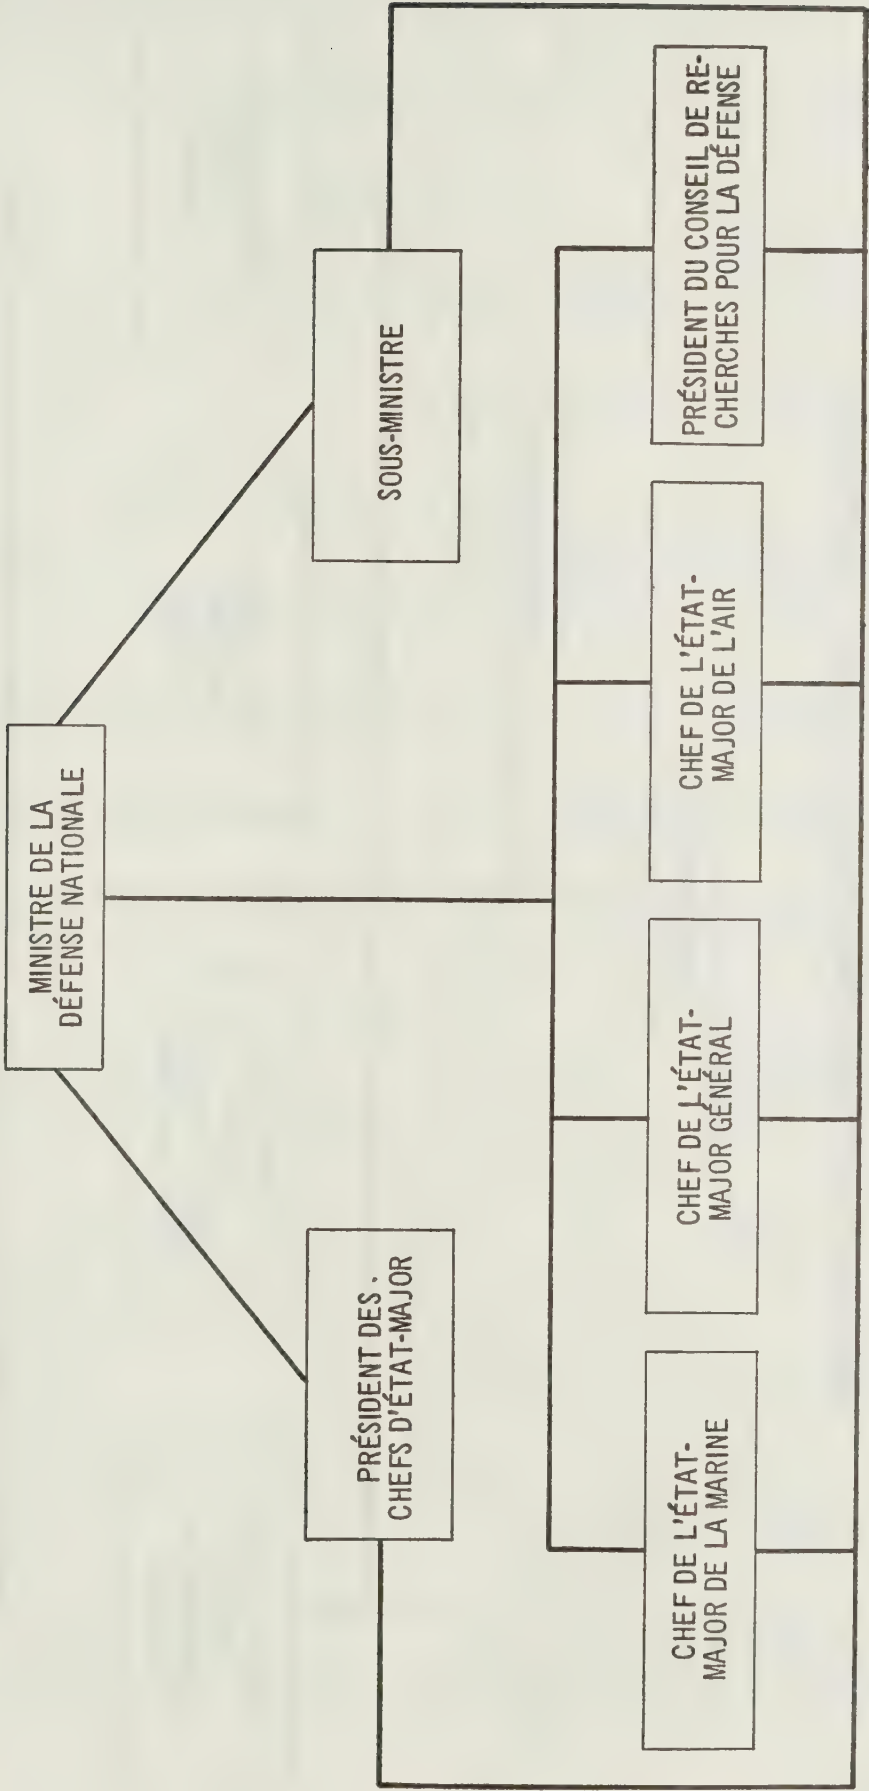 MINISTRE DE LA
DÉFENSE NATIONALE
PRÉSIDENT DES .
CHEFS D'ÉTAT-MAJOR
SOUS-MINISTRE
CHEF DE L'ÉTAT-
MAJOR DE LA MARINE
CHEF DE L'ÉTAT-
MAJOR GÉNÉRAL
CHEF DE L'ÉTAT-
MAJOR DE L'AIR
PRÉSIDENT DU CONSEIL DE RE-
CHERCHES POUR LA DÉFENSE